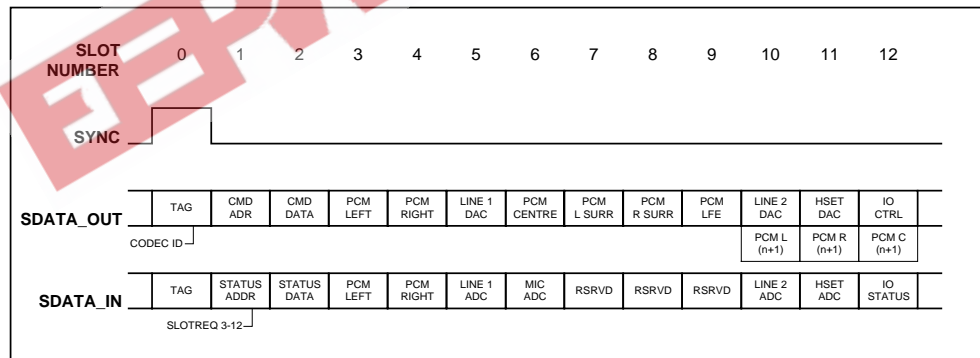 SLOT NUMBER 0 1 2 3 4 5 6 7 8 9 10 11 12
SYNC
SDATA_OUT TAG CMD ADR CMD DATA PCM LEFT PCM RIGHT LINE 1 DAC PCM CENTRE PCM L SURR PCM R SURR PCM LFE LINE 2 DAC HSET DAC IO CTRL
CODEC ID PCM L (n+1) PCM R (n+1) PCM C (n+1)
SDATA_IN TAG STATUS ADDR STATUS DATA PCM LEFT PCM RIGHT LINE 1 ADC MIC ADC RSRVD RSRVD RSRVD LINE 2 ADC HSET ADC IO STATUS
SLOTREQ 3-12